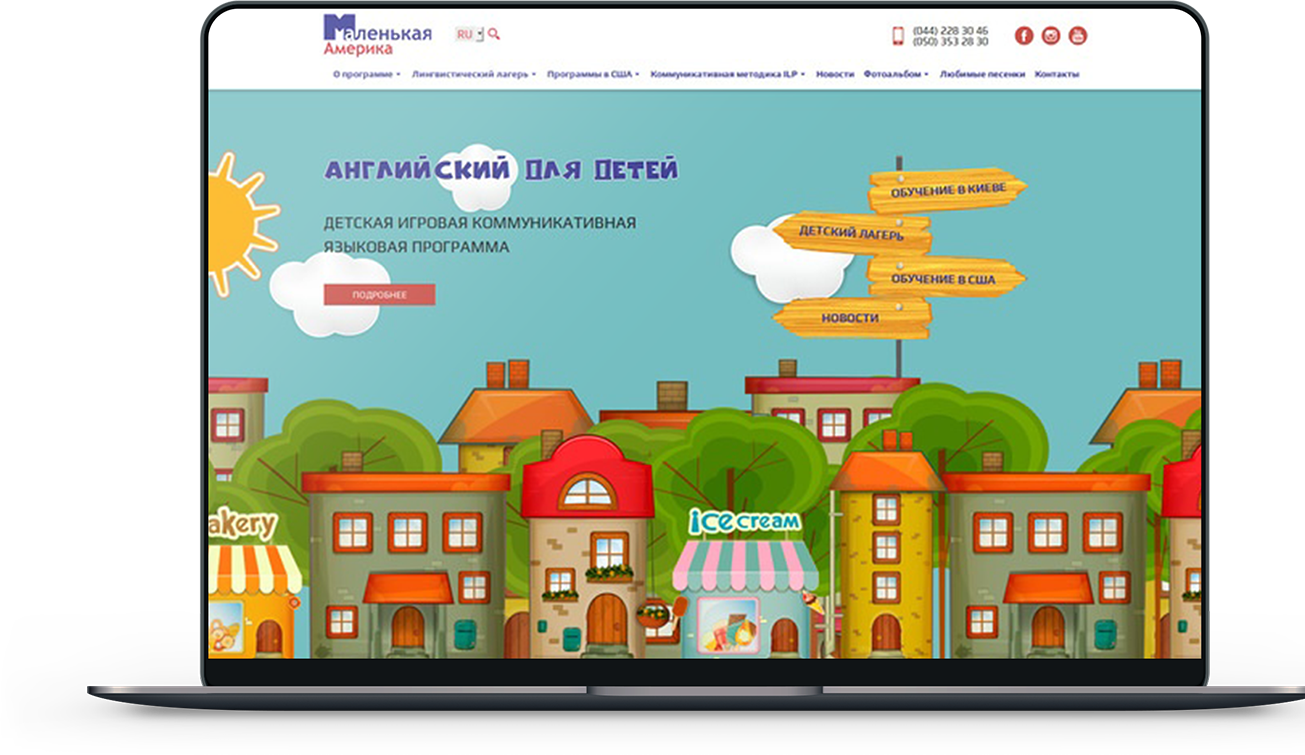 Маленькая
Америка
RU
(044) 228 30 46
(050) 353 28 30
О программе
Лингвистический лагерь
Программы в США
Коммуникативная методика ILP
Новости
Фотоальбом
Любимые песенки
Контакты
АНГЛИЙСКИЙ ДЛЯ ДЕТЕЙ
ДЕТСКАЯ ИГРОВАЯ КОММУНИКАТИВНАЯ
ЯЗЫКОВАЯ ПРОГРАММА
ПОДРОБНЕЕ
ОБУЧЕНИЕ В КИЕВЕ
ДЕТСКИЙ ЛАГЕРЬ
ОБУЧЕНИЕ В США
НОВОСТИ
akery
ice cream